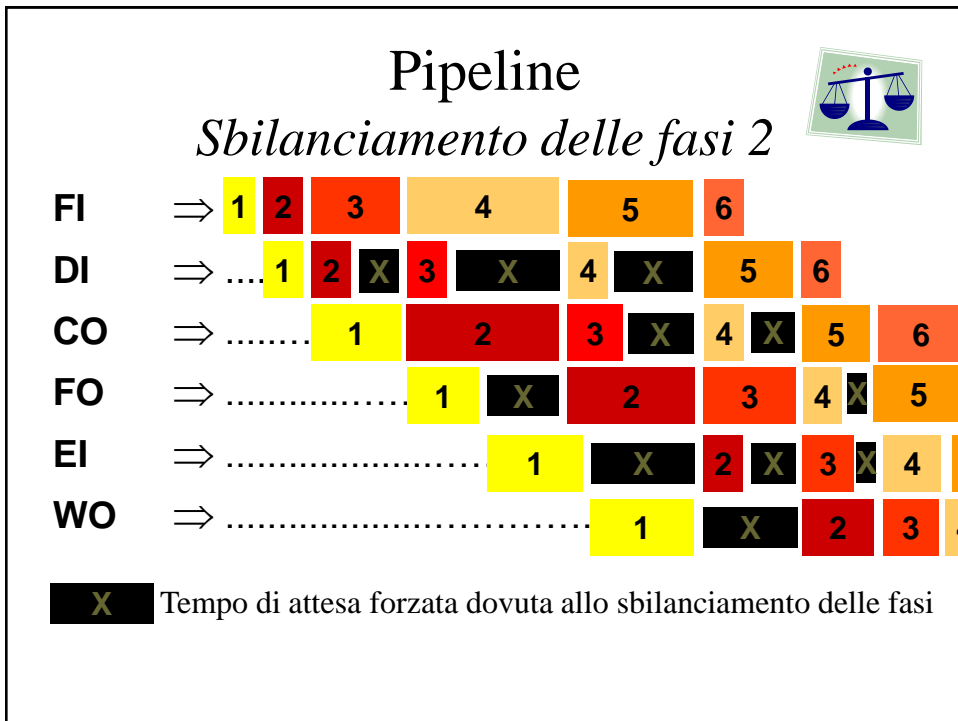 Pipeline
Sbilanciamento delle fasi 2
FI ⇒ 1 2 3 4 5 6
DI ⇒ .... 1 2 X 3 X 4 X 5 6
CO ⇒ ........ 1 2 3 X 4 X 5 6
FO ⇒ ................. 1 X 2 3 4 X 5
EI ⇒ ........................ 1 X 2 X 3 X 4
WO ⇒ ................................. 1 X 2 3
X Tempo di attesa forzata dovuta allo sbilanciamento delle fasi